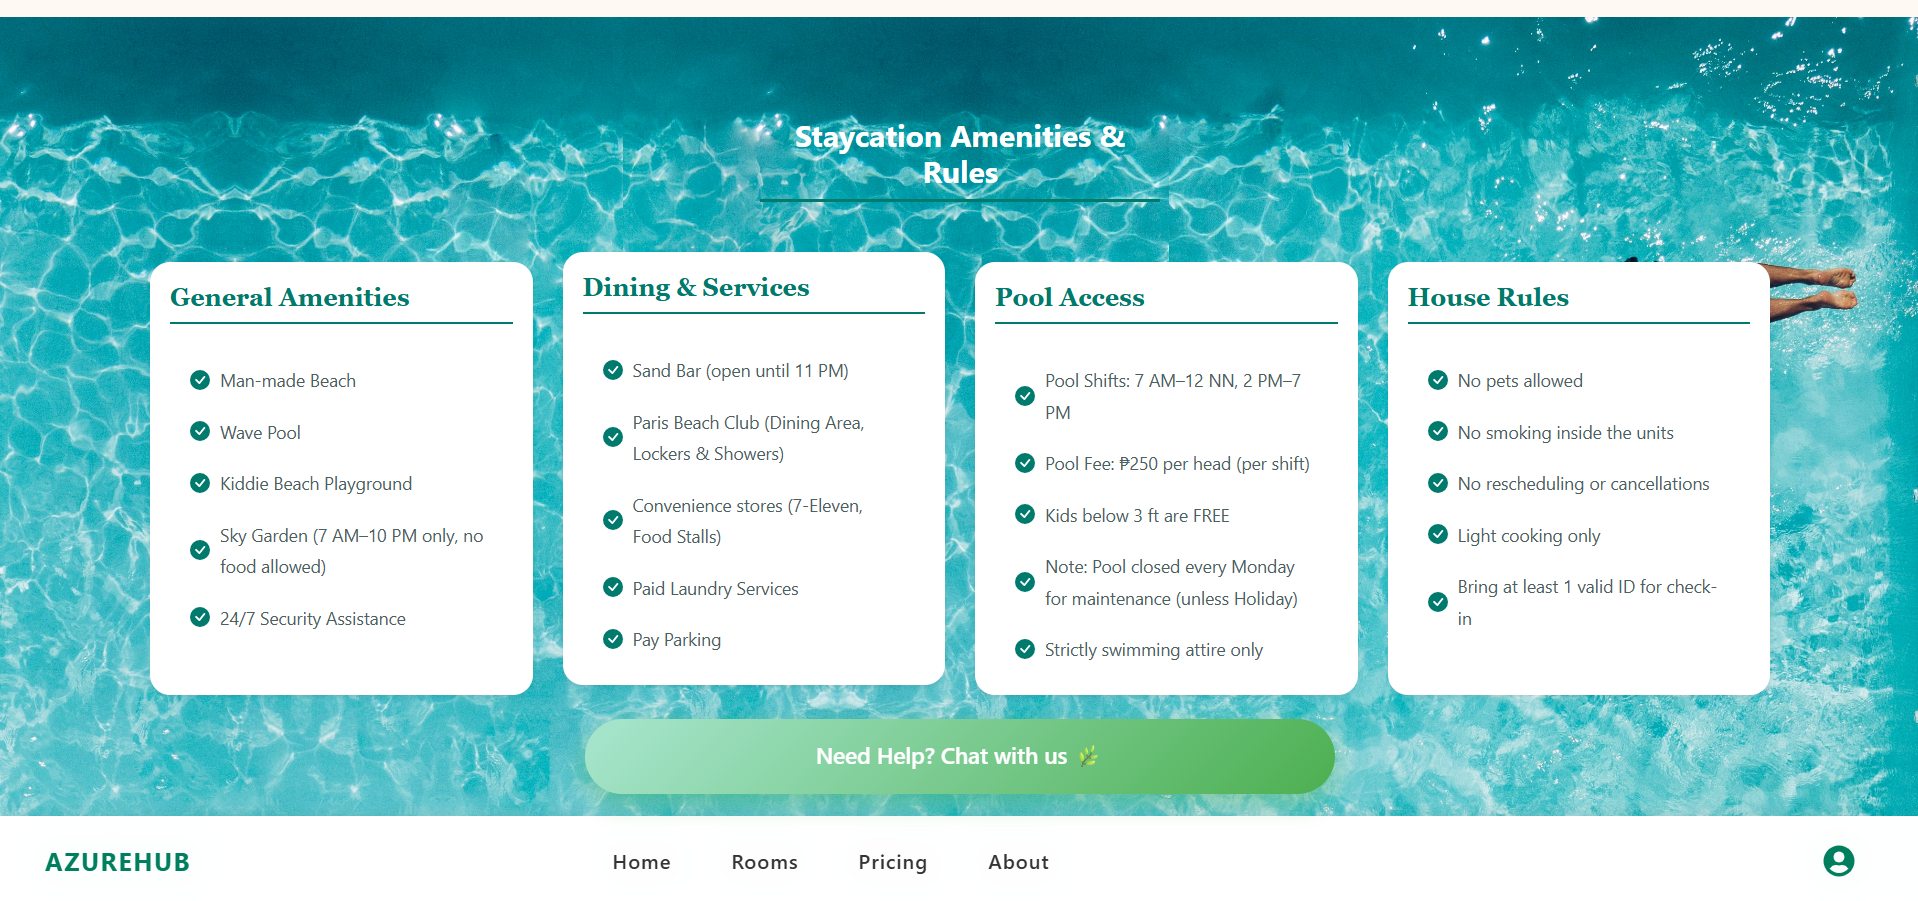 Staycation Amenities &
Rules
General Amenities
Man-made Beach
Wave Pool
Kiddie Beach Playground
Sky Garden (7 AM–10 PM only, no
food allowed)
24/7 Security Assistance
Dining & Services
Sand Bar (open until 11 PM)
Paris Beach Club (Dining Area,
Lockers & Showers)
Convenience stores (7-Eleven,
Food Stalls)
Paid Laundry Services
Pay Parking
Pool Access
Pool Shifts: 7 AM–12 NN, 2 PM–7
PM
Pool Fee: ₱250 per head (per shift)
Kids below 3 ft are FREE
Note: Pool closed every Monday
for maintenance (unless Holiday)
Strictly swimming attire only
House Rules
No pets allowed
No smoking inside the units
No rescheduling or cancellations
Light cooking only
Bring at least 1 valid ID for check-
in
Need Help? Chat with us 🌿
AZUREHUB
Home
Rooms
Pricing
About